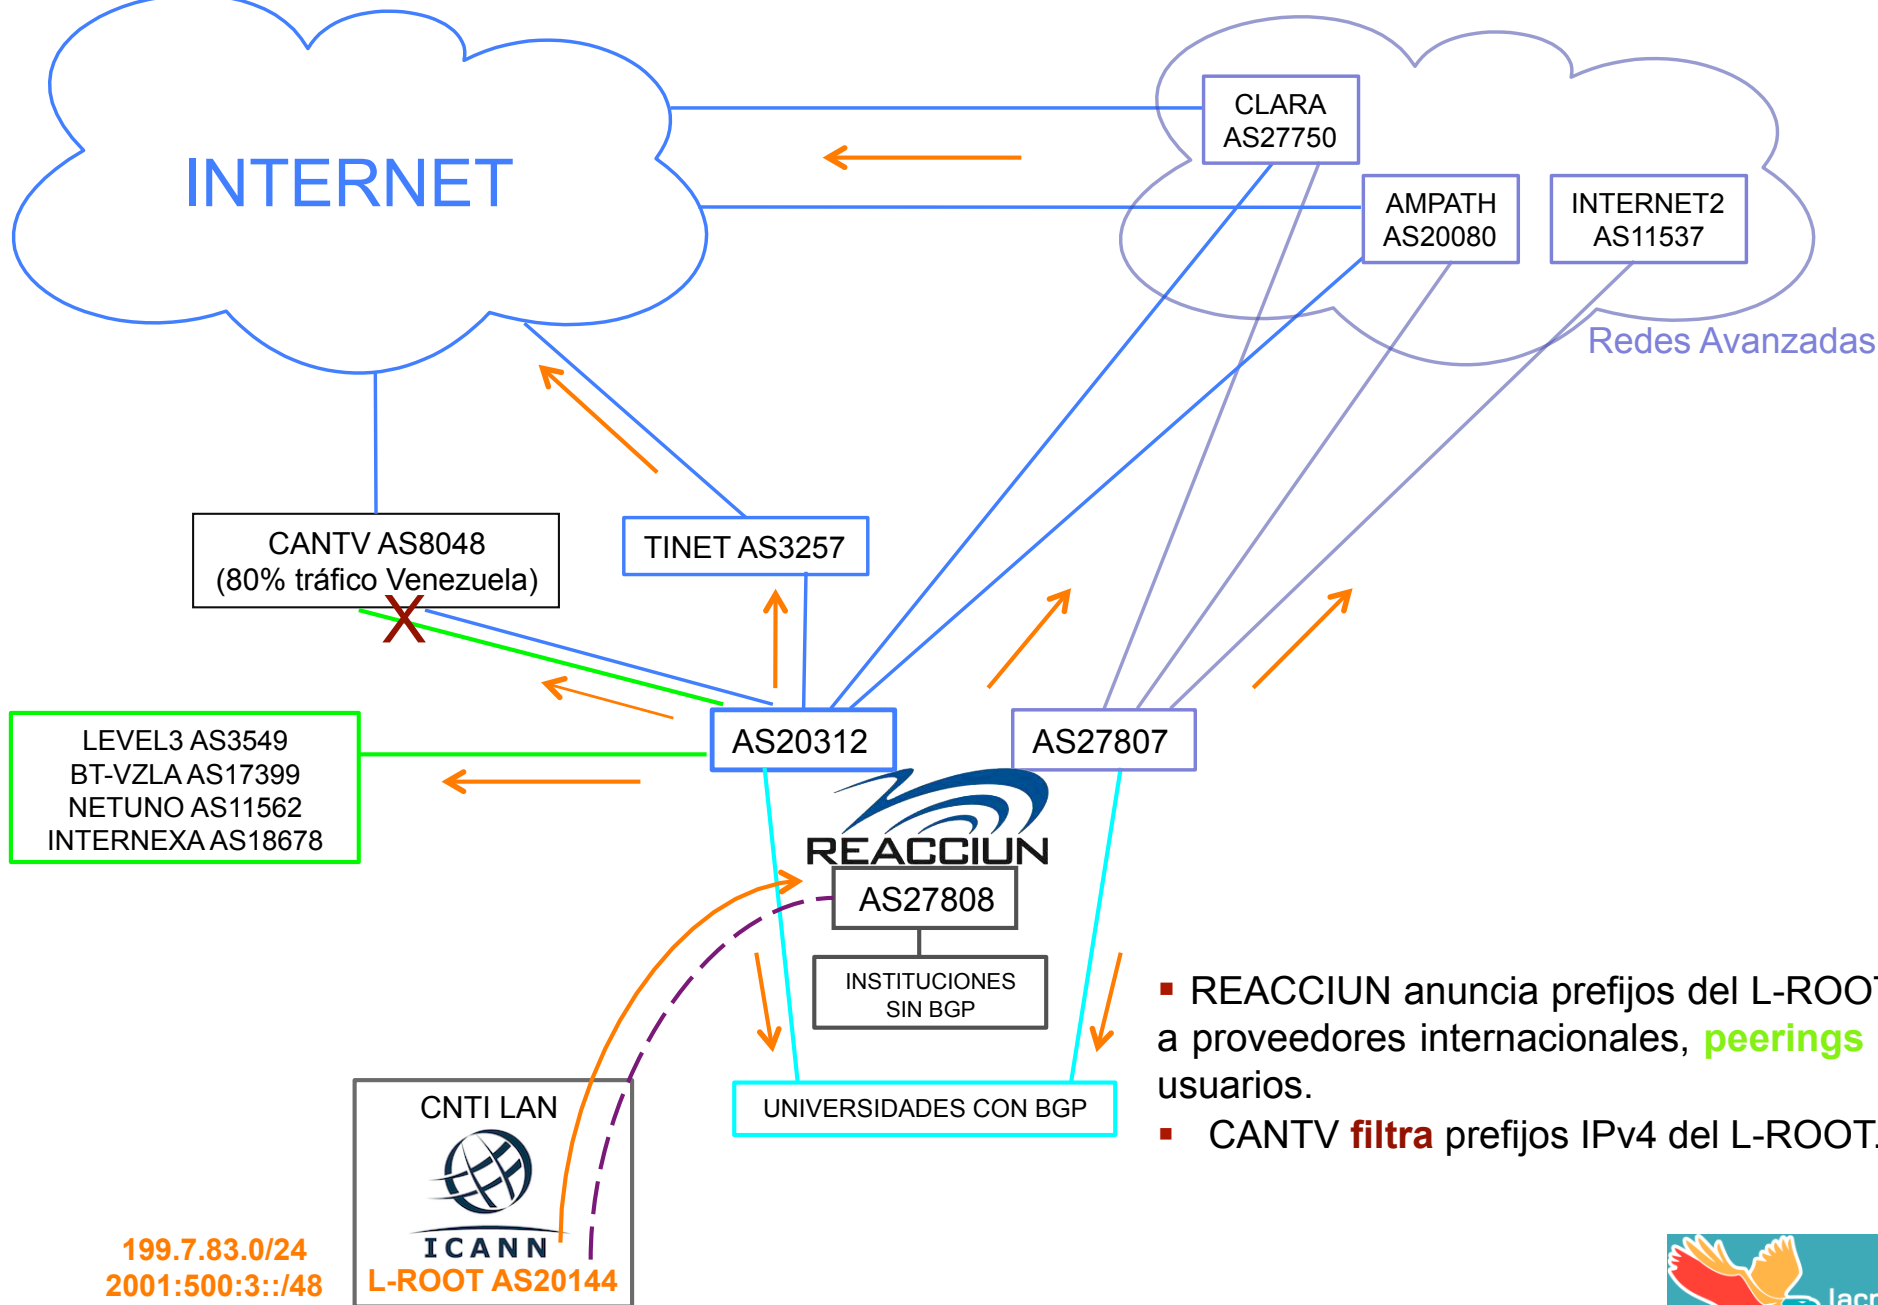 INTERNET
CLARA
AS27750
AMPATH
AS20080
INTERNET2
AS11537
Redes Avanzadas
CANTV AS8048
(80% tráfico Venezuela)
X
TINET AS3257
LEVEL3 AS3549
BT-VZLA AS17399
NETUNO AS11562
INTERNEXA AS18678
AS20312
AS27807
REACCIUN
AS27808
INSTITUCIONES
SIN BGP
UNIVERSIDADES CON BGP
CNTI LAN
ICANN
L-ROOT AS20144
199.7.83.0/24
2001:500:3::/48
▪ REACCIUN anuncia prefijos del L-ROOT
a proveedores internacionales, peerings
usuarios.
▪ CANTV filtra prefijos IPv4 del L-ROOT.